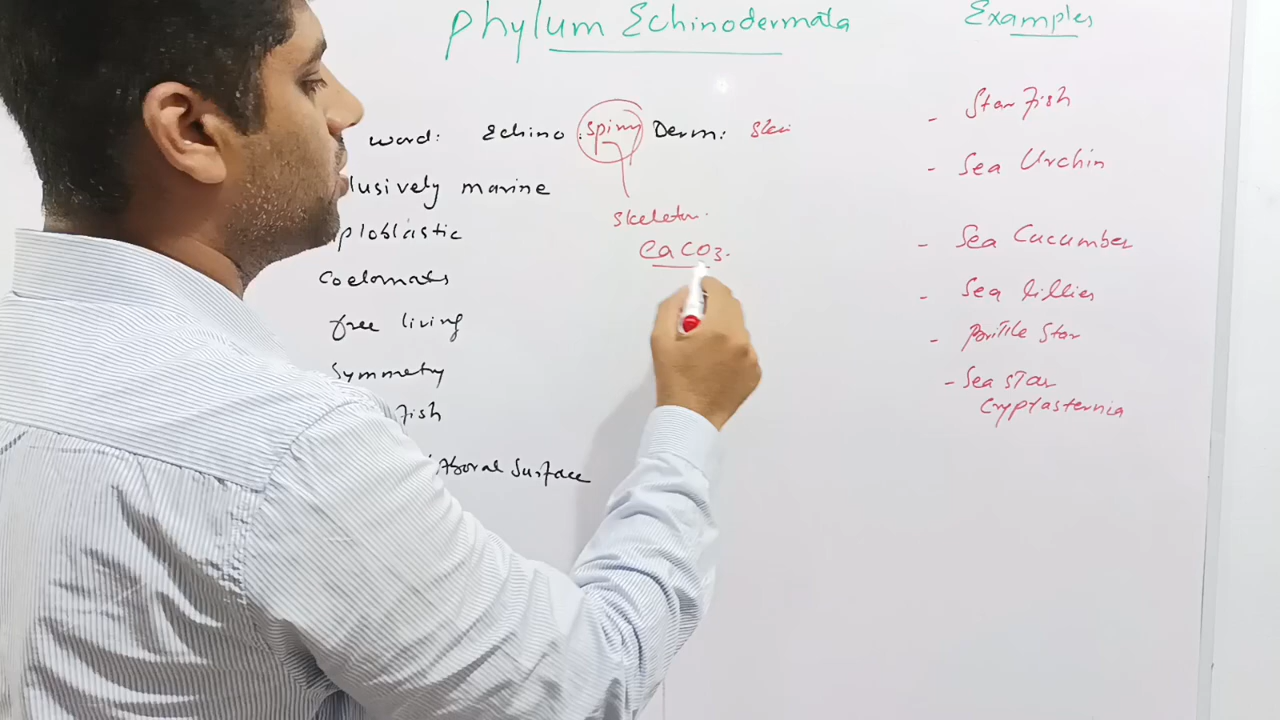 Phylum Echinodermata
word: Echino : spiny Derm: Skin
lusively marine
skeleton.
CaCO3.
ploblastic
Coelomats
free living
Symmetry
fish
Aboral Surface
Examples
- Star Fish
- Sea Urchin
- Sea Cucumber
- Sea lillies
- Brittle Star
- Sea Star
Cryptasternia